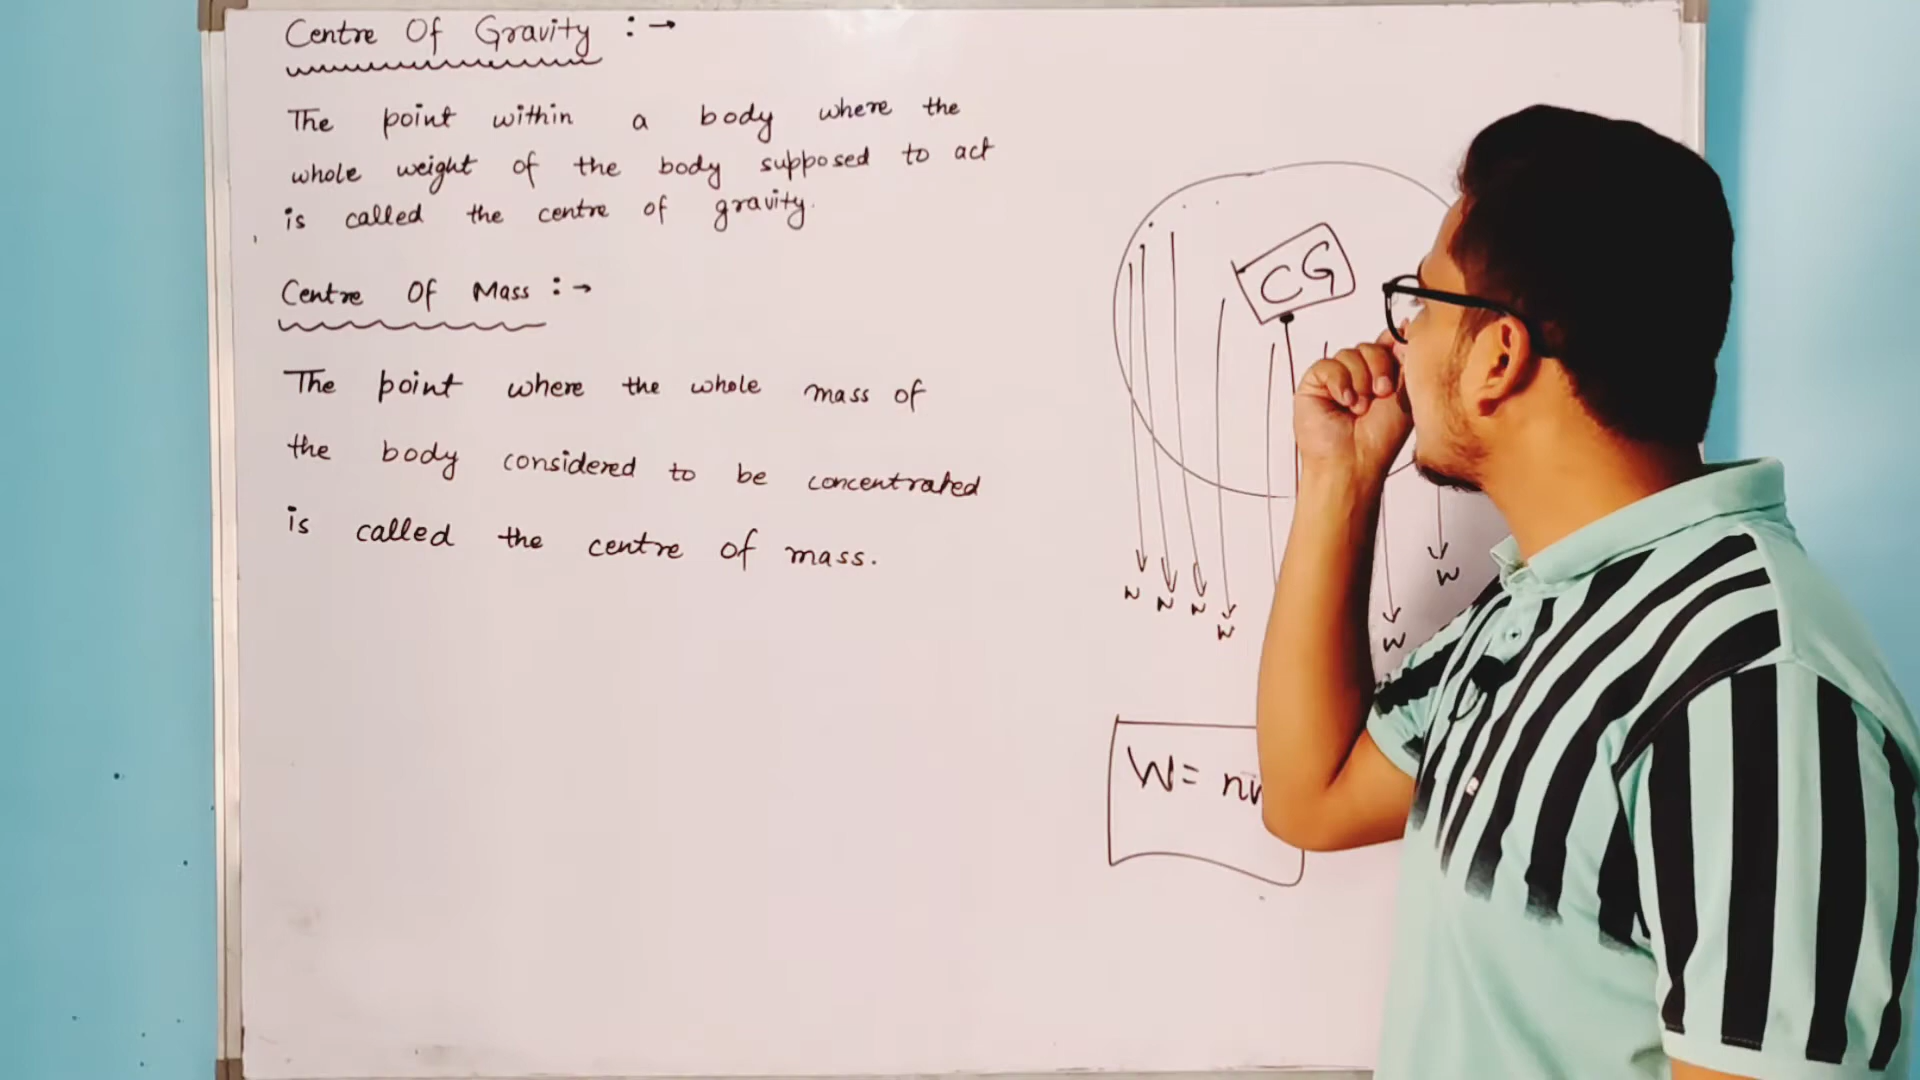 Centre Of Gravity :→
The point within a body where the
whole weight of the body supposed to act
is called the centre of gravity.
Centre Of Mass :→
The point where the whole mass of
the body considered to be concentrated
is called the centre of mass.
CG
w
w w w
w
w
W =